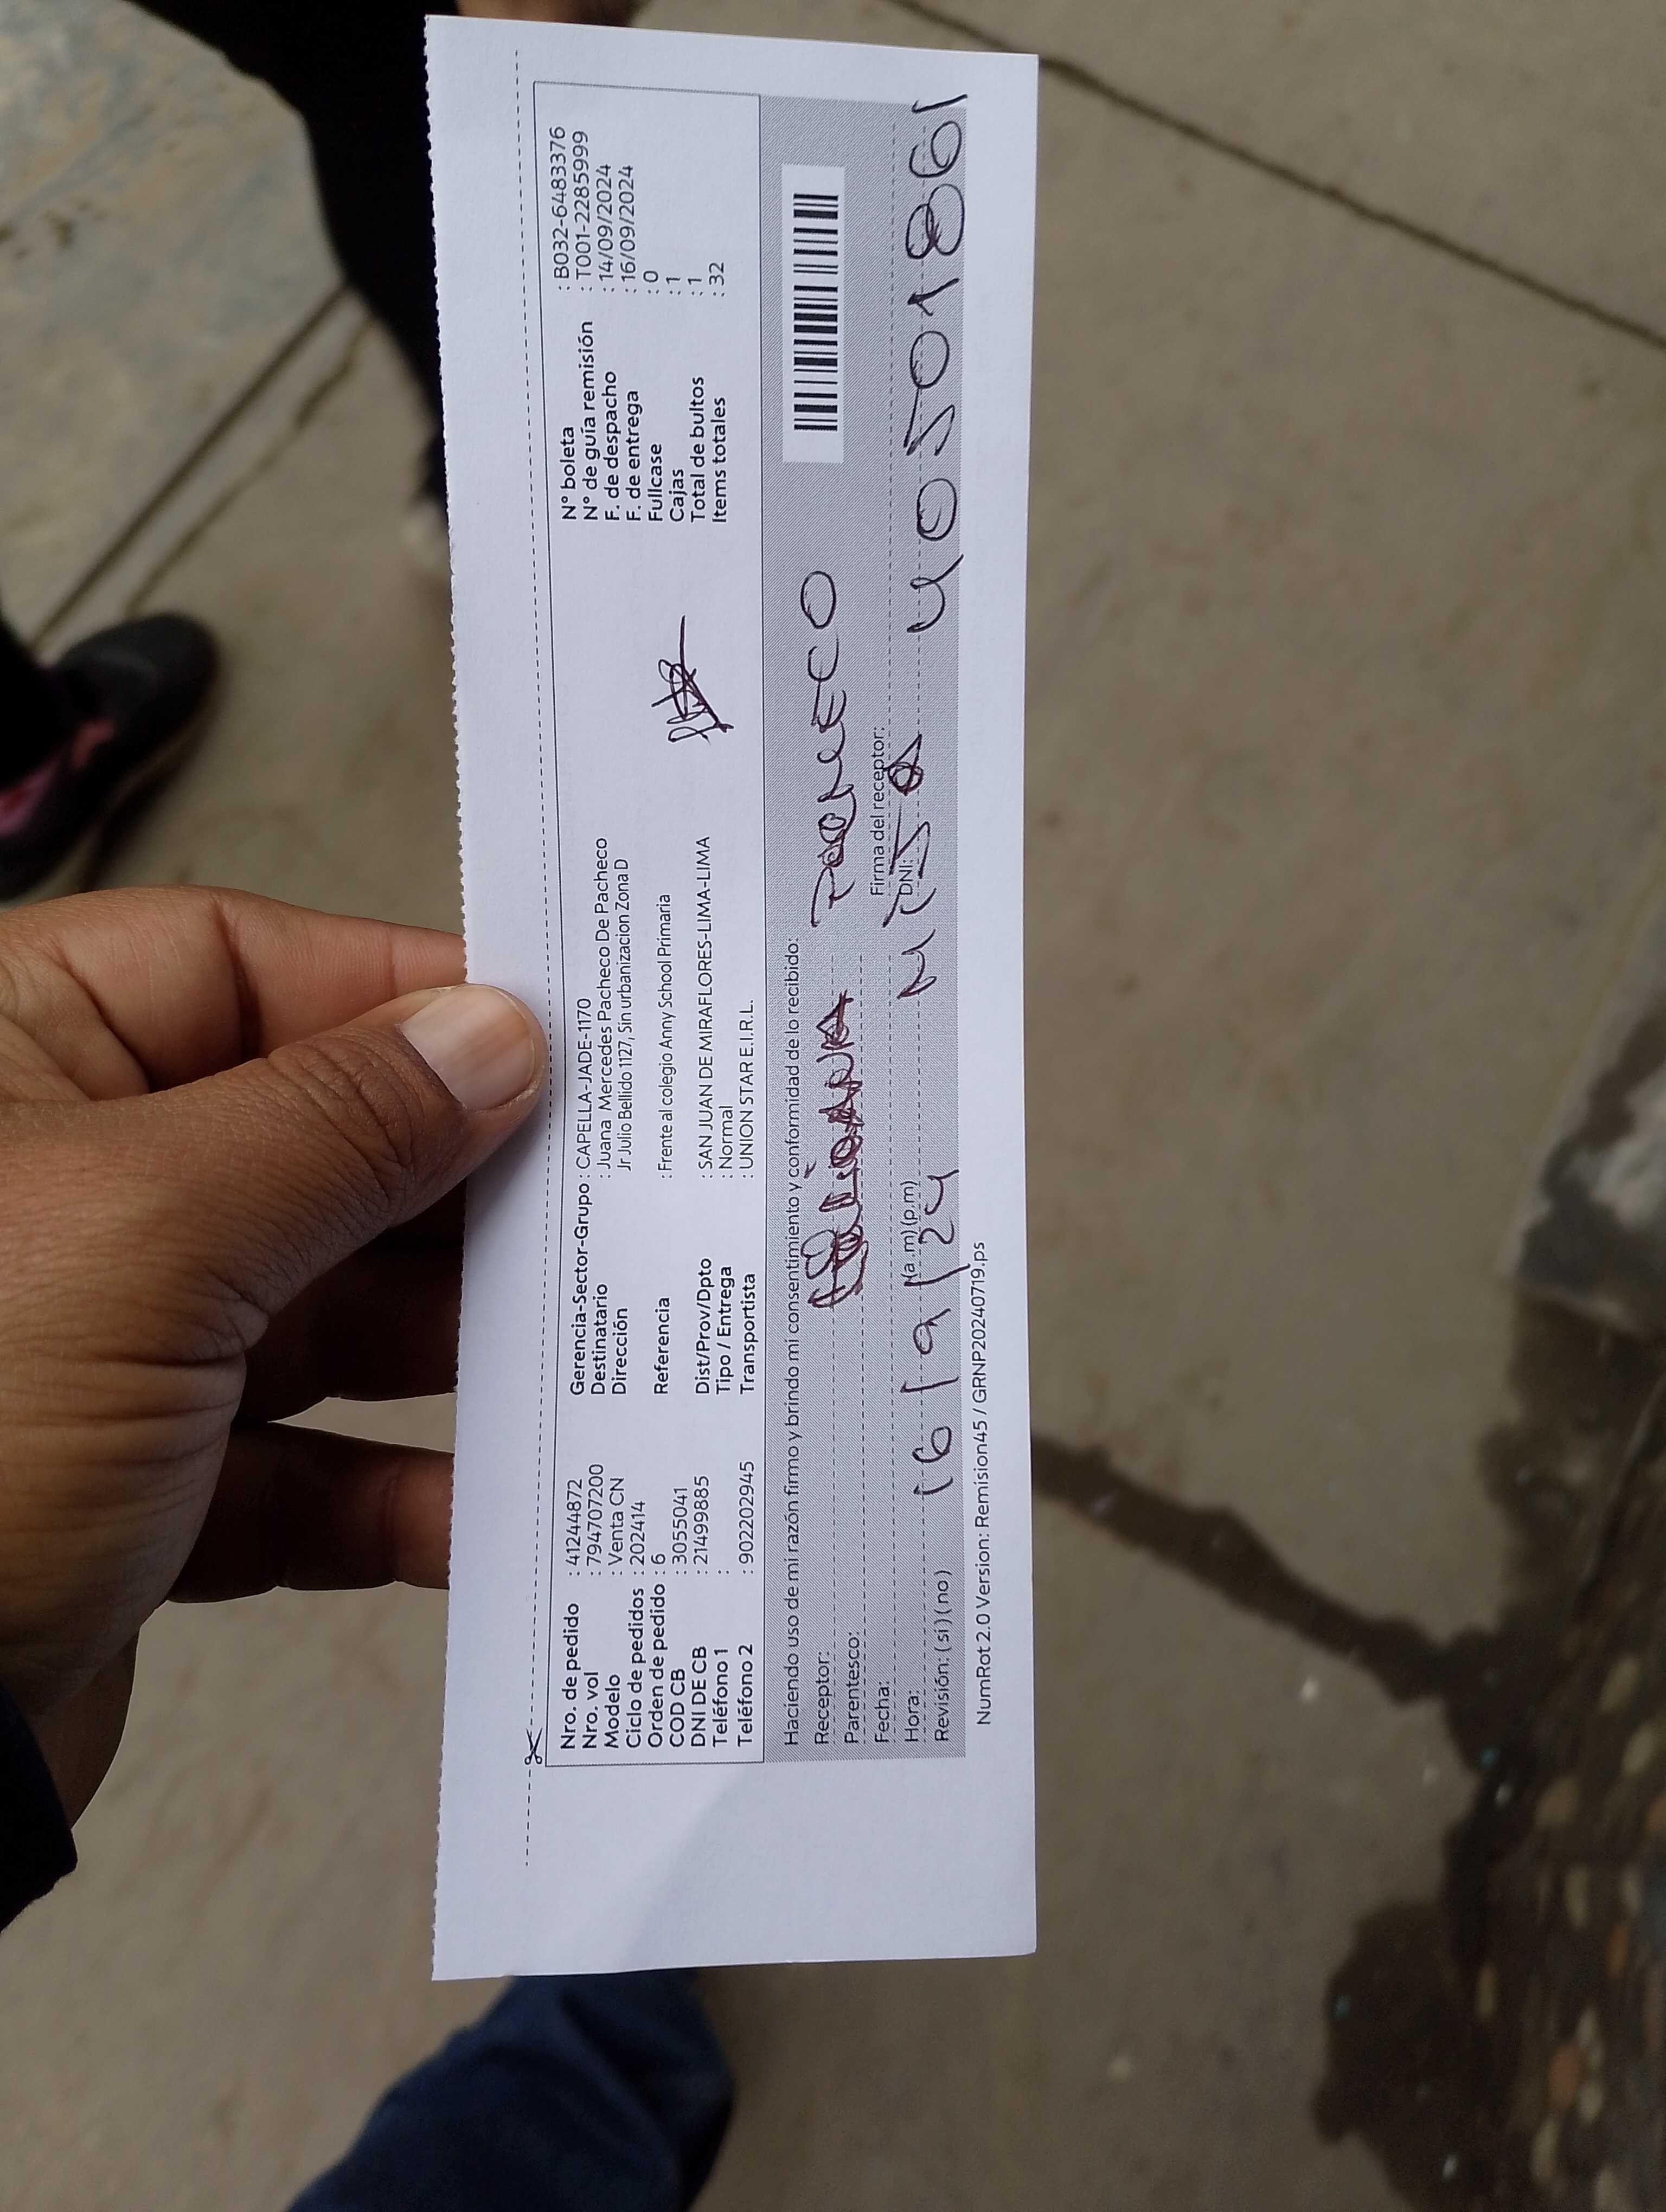 Nro. de pedido : 41244872
Nro. vol : 794707200
Modelo : Venta CN
Ciclo de pedidos : 202414
Orden de pedido : 6
COD CB : 3055041
DNI DE CB : 21499885
Teléfono 1 :
Teléfono 2 : 902202945
Gerencia-Sector-Grupo : CAPELLA-JADE-1170
Destinatario : Juana Mercedes Pacheco De Pacheco
Dirección Jr Julio Bellido 1127, Sin urbanizacion Zona D
Referencia : Frente al colegio Anny School Primaria
Dist/Prov/Dpto : SAN JUAN DE MIRAFLORES-LIMA-LIMA
Tipo / Entrega : Normal
Transportista : UNION STAR E.I.R.L.
N° boleta : B032-6483376
N° de guía remisión : T001-2285999
F. de despacho : 14/09/2024
F. de entrega : 16/09/2024
Fullcase : 0
Cajas : 1
Total de bultos : 1
Items totales : 32
Haciendo uso de mi razón firmo y brindo mi consentimiento y conformidad de lo recibido:
Receptor:
Parentesco:
Firma del receptor:
Fecha:
DNI:
Hora: (a.m) (p.m)
16/9/24 40501861
Revisión: ( si ) ( no )
NumRot 2.0 Version: Remision45 / GRNP20240719.ps